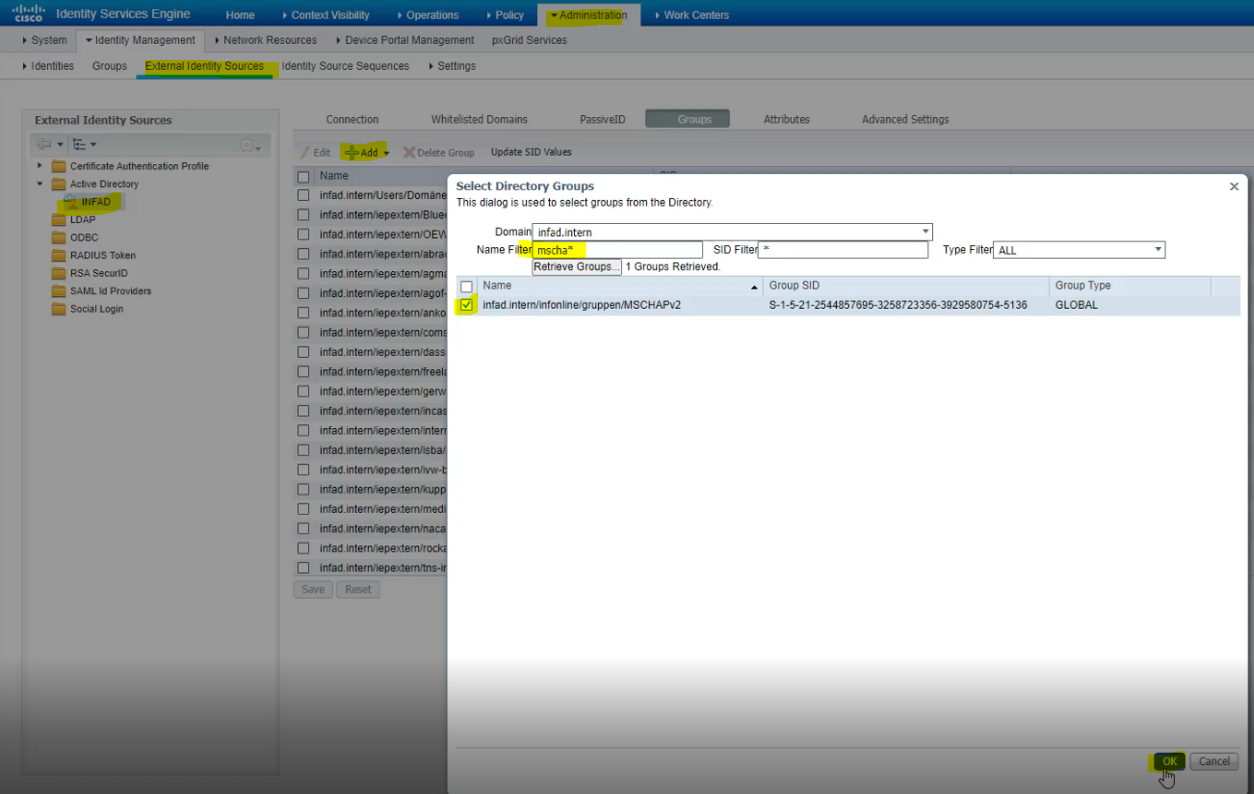 cisco Identity Services Engine Home Context Visibility Operations Policy Administration Work Centers
System Identity Management Network Resources Device Portal Management pxGrid Services
Identities Groups External Identity Sources Identity Source Sequences Settings
External Identity Sources
Certificate Authentication Profile
Active Directory
INFAD
LDAP
ODBC
RADIUS Token
RSA SecurID
SAML Id Providers
Social Login
Connection Whitelisted Domains PassiveID Groups Attributes Advanced Settings
Edit Add Delete Group Update SID Values
Name
infad.intern/Users/Domäne
infad.intern/iepextern/Blue
infad.intern/iepextern/OEW
infad.intern/iepextern/abra
infad.intern/iepextern/agma
infad.intern/iepextern/agof-
infad.intern/iepextern/anko
infad.intern/iepextern/coms
infad.intern/iepextern/dass
infad.intern/iepextern/freel
infad.intern/iepextern/gerw
infad.intern/iepextern/incas
infad.intern/iepextern/inter
infad.intern/iepextern/isba/
infad.intern/iepextern/ivw-b
infad.intern/iepextern/kupp
infad.intern/iepextern/medi
infad.intern/iepextern/naca
infad.intern/iepextern/rocka
infad.intern/iepextern/tns-in
Save Reset
Select Directory Groups
This dialog is used to select groups from the Directory.
Domain infad.intern
Name Filter mscha* SID Filter * Type Filter ALL
Retrieve Groups... 1 Groups Retrieved.
Name Group SID Group Type
infad.intern/infonline/gruppen/MSCHAPv2 S-1-5-21-2544857695-3258723356-3929580754-5136 GLOBAL
OK Cancel